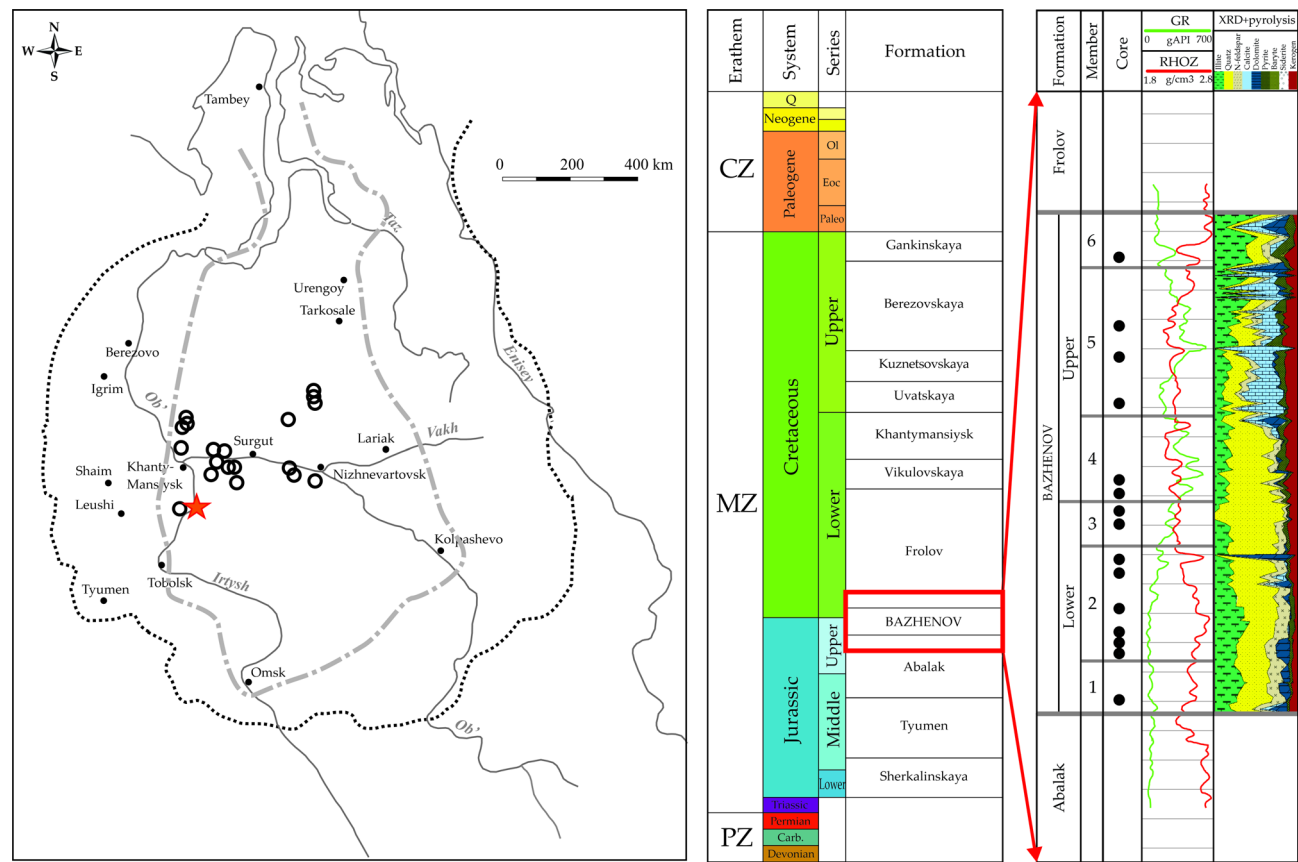 N
W E
S
Tambey
0 200 400 km
Taz
Urengoy
Tarkosale
Berezovo
Igrim
Ob'
Enisey
Surgut
Lariak
Vakh
Khanty-
Mansiysk
Nizhnevartovsk
Shaim
Leushi
Kolpashevo
Tobolsk
Irtysh
Tyumen
Omsk
Ob'
Erathem
System
Series
Formation
CZ
Q
Neogene
Paleogene
Ol
Eoc
Paleo
MZ
Cretaceous
Upper
Gankinskaya
Berezovskaya
Kuznetsovskaya
Uvatskaya
Lower
Khantymansiysk
Vikulovskaya
Frolov
BAZHENOV
Jurassic
Upper
Abalak
Middle
Tyumen
Lower
Sherkalinskaya
Triassic
PZ
Permian
Carb.
Devonian
Formation
Member
Core
GR
0 gAPI 700
RHOZ
1.8 g/cm3 2.8
XRD+pyrolysis
Illite
Quatz
N-feldspar
Calcite
Dolomite
Pyrite
Baryte
Siderite
Kerogen
Frolov
BAZHENOV
Upper
6
5
4
Lower
3
2
1
Abalak